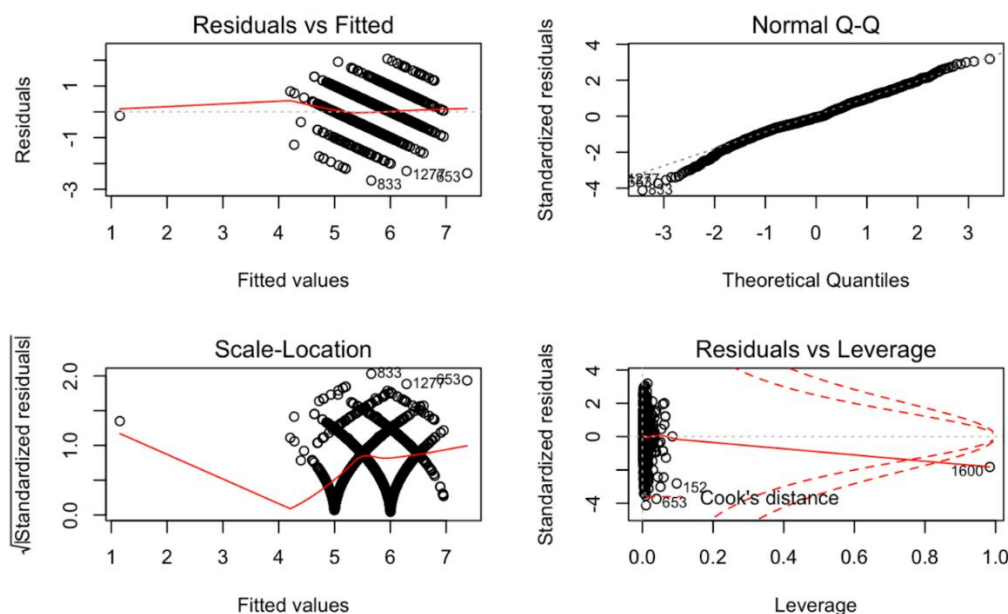 Residuals vs Fitted
Residuals
1
-1
-3
833
1277
653
1 2 3 4 5 6 7
Fitted values
Normal Q-Q
Standardized residuals
4
2
0
-2
-4
833
-3 -2 -1 0 1 2 3
Theoretical Quantiles
Scale-Location
√|Standardized residuals|
2.0
1.0
0.0
833
1277
653
1 2 3 4 5 6 7
Fitted values
Residuals vs Leverage
Standardized residuals
2
0
-4
1600
152
653
Cook's distance
0.0 0.2 0.4 0.6 0.8 1.0
Leverage